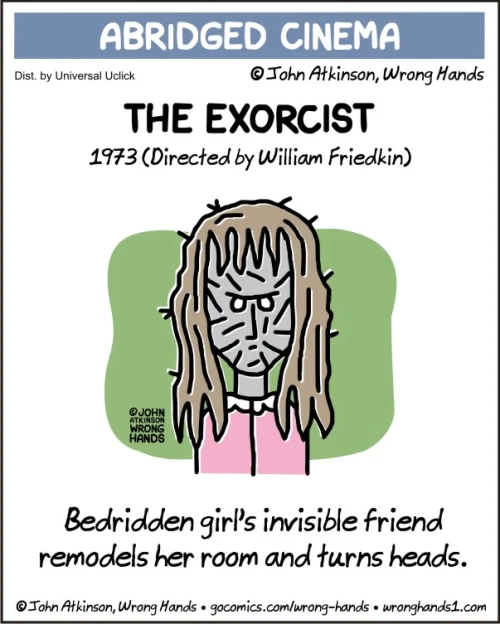 ABRIDGED CINEMA
Dist. by Universal Uclick
© John Atkinson, Wrong Hands
THE EXORCIST
1973 (Directed by William Friedkin)
©JOHN
ATKINSON
WRONG
HANDS
Bedridden girl's invisible friend
remodels her room and turns heads.
© John Atkinson, Wrong Hands • gocomics.com/wrong-hands • wronghands1.com